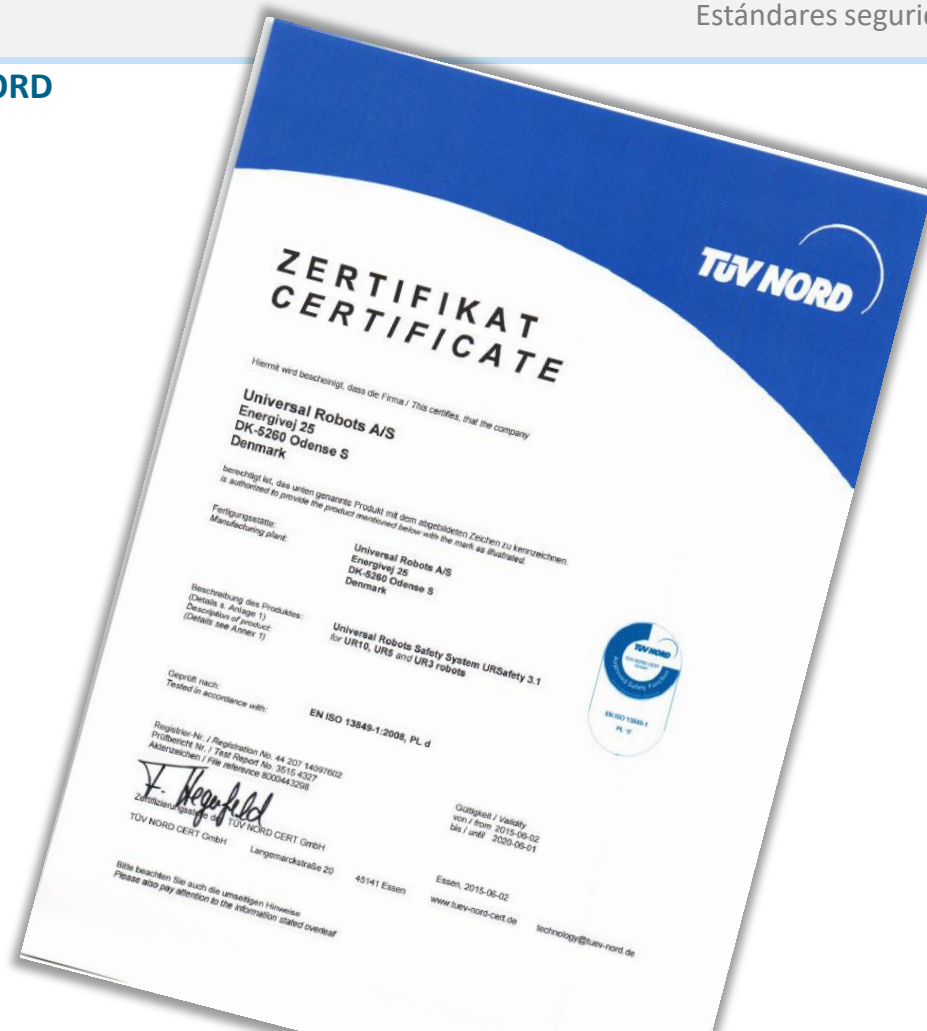 Estándares seguri
ORD
TÜV NORD
ZERTIFIKAT
CERTIFICATE
Hiermit wird bescheinigt, dass die Firma / This certifies, that the company
Universal Robots A/S
Energivej 25
DK-5260 Odense S
Denmark
berechtigt ist, das unten genannte Produkt mit dem abgebildeten Zeichen zu kennzeichnen.
is authorized to provide the product mentioned below with the mark as illustrated.
Fertigungsstätte:
Manufacturing plant:
Universal Robots A/S
Energivej 25
DK-5260 Odense S
Denmark
Beschreibung des Produktes:
(Details s. Anlage 1)
Description of product:
(Details see Annex 1)
Universal Robots Safety System URSafety 3.1
for UR10, UR5 and UR3 robots
TÜV NORD
TÜV NORD CERT
Approved Safety Function
EN ISO 13849-1
PL 'd'
Geprüft nach:
Tested in accordance with:
EN ISO 13849-1:2008, PL d
Registrier-Nr. / Registration No. 44 207 14097602
Prüfbericht Nr. / Test Report No. 3515 4327
Aktenzeichen / File reference 8000443298
Gültigkeit / Validity
von / from 2015-06-02
bis / until 2020-06-01
F. Hegerfeld
Zertifizierungsstelle der TÜV NORD CERT GmbH
Essen, 2015-06-02
TÜV NORD CERT GmbH Langemarckstraße 20 45141 Essen www.tuev-nord-cert.de technology@tuev-nord.de
Bitte beachten Sie auch die umseitigen Hinweise
Please also pay attention to the information stated overleaf